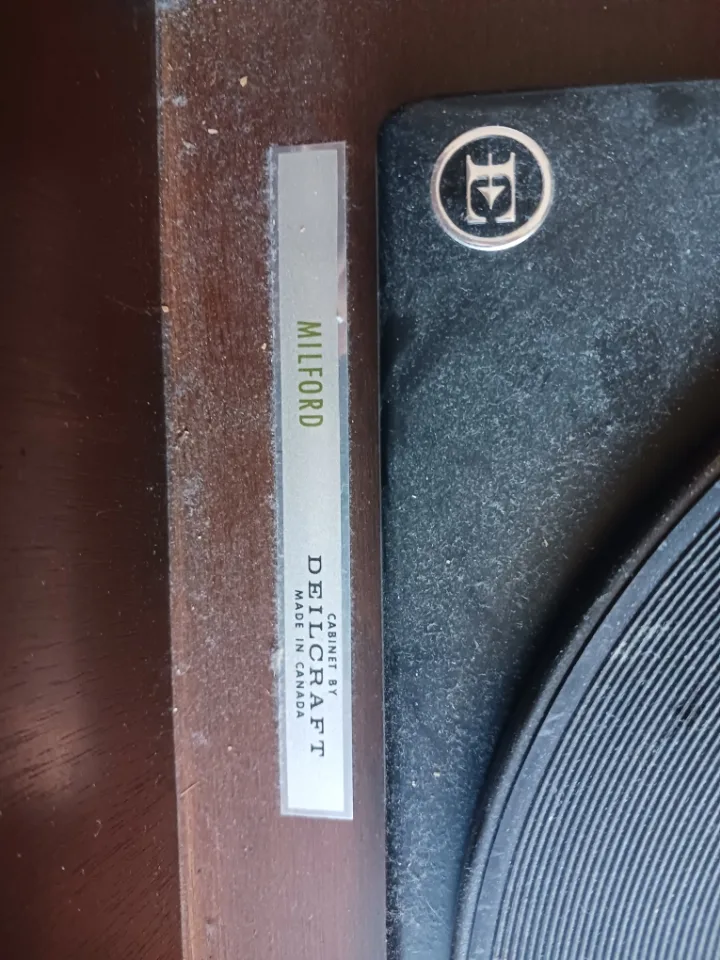 E
MILFORD
CABINET BY
DEILCRAFT
MADE IN CANADA